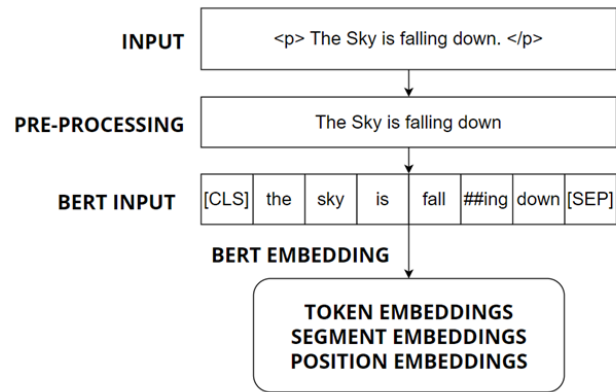 INPUT
<p> The Sky is falling down. </p>
PRE-PROCESSING
The Sky is falling down
BERT INPUT
[CLS] the sky is fall ##ing down [SEP]
BERT EMBEDDING
TOKEN EMBEDDINGS
SEGMENT EMBEDDINGS
POSITION EMBEDDINGS